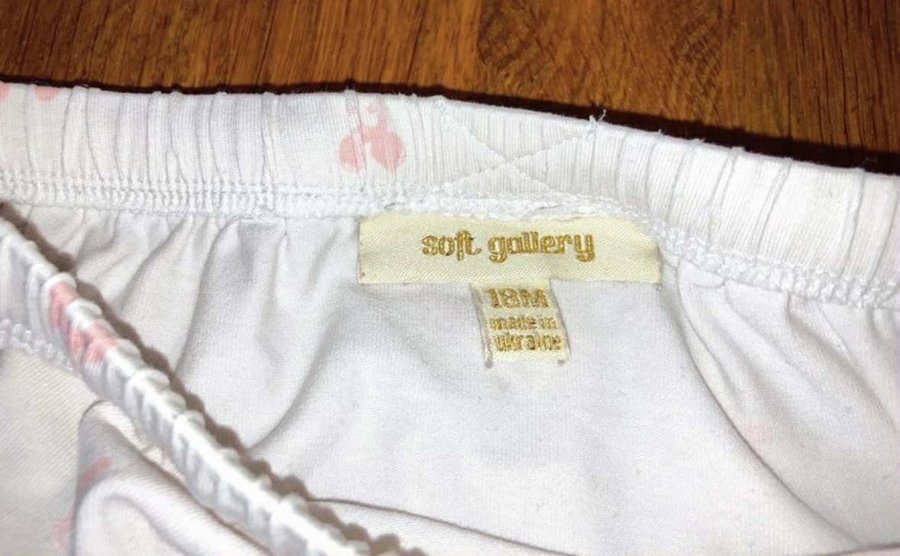 soft gallery
18M
made in
ukraine